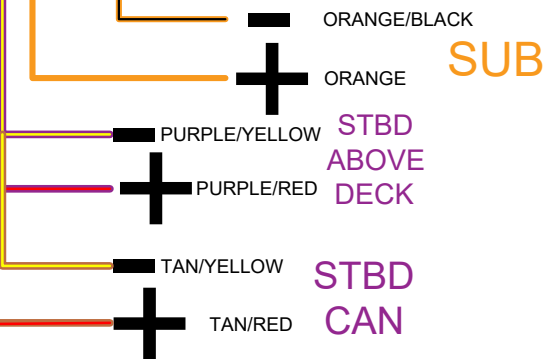 ORANGE/BLACK
SUB
ORANGE
PURPLE/YELLOW
STBD
ABOVE
DECK
PURPLE/RED
TAN/YELLOW
STBD
CAN
TAN/RED